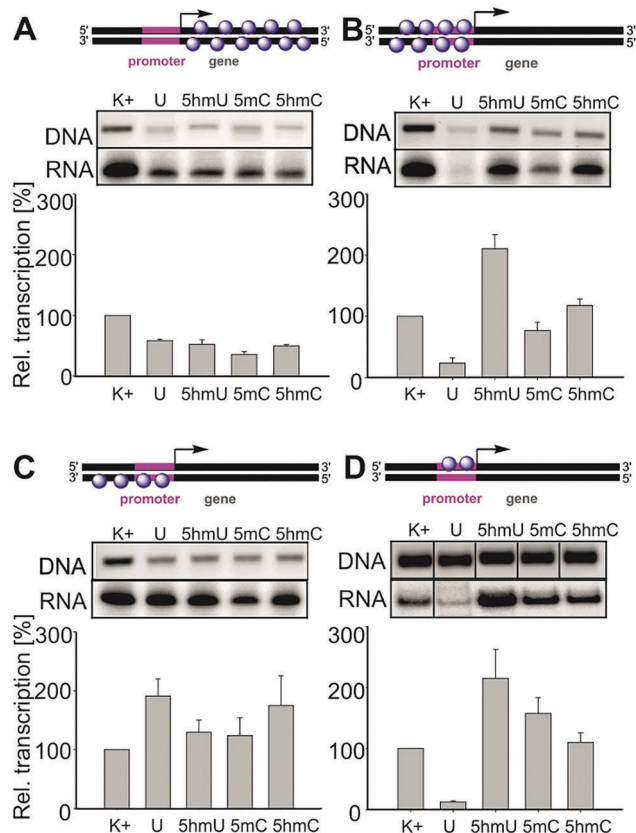 A
5' 3'
3' 5'
promoter gene
K+ U 5hmU 5mC 5hmC
DNA
RNA
Rel. transcription [%]
300
200
100
0
K+ U 5hmU 5mC 5hmC
B
5' 3'
3' 5'
promoter gene
K+ U 5hmU 5mC 5hmC
DNA
RNA
300
200
100
0
K+ U 5hmU 5mC 5hmC
C
5' 3'
3' 5'
promoter gene
K+ U 5hmU 5mC 5hmC
DNA
RNA
Rel. transcription [%]
300
200
100
0
K+ U 5hmU 5mC 5hmC
D
5' 3'
3' 5'
promoter gene
K+ U 5hmU 5mC 5hmC
DNA
RNA
300
200
100
0
K+ U 5hmU 5mC 5hmC